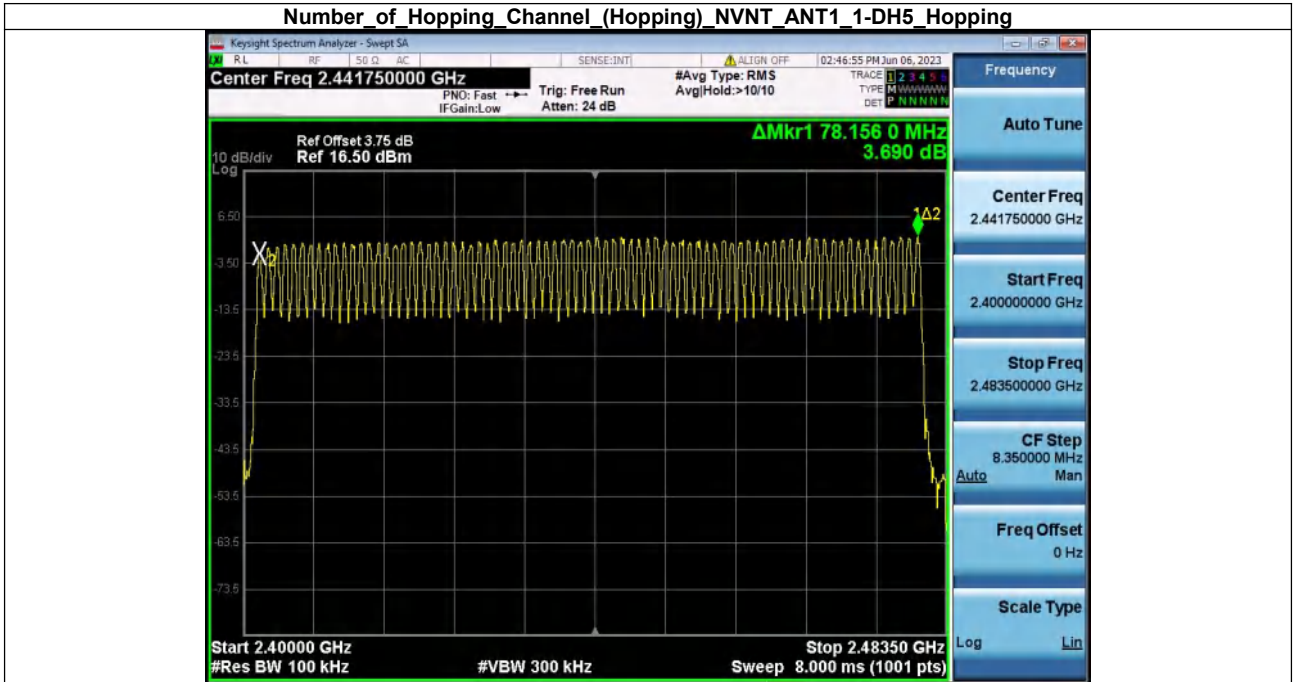 Number_of_Hopping_Channel_(Hopping)_NVNT_ANT1_1-DH5_Hopping
Keysight Spectrum Analyzer - Swept SA
RL RF 50 Ω AC SENSE:INT ALIGN OFF 02:46:55 PM Jun 06, 2023
Center Freq 2.441750000 GHz
PNO: Fast
IFGain:Low
Trig: Free Run
Atten: 24 dB
#Avg Type: RMS
Avg|Hold:>10/10
TRACE 1 2 3 4 5 6
TYPE M WWWWW
DET P N N N N N
Frequency
ΔMkr1 78.156 0 MHz
3.690 dB
Ref Offset 3.75 dB
10 dB/div Ref 16.50 dBm
Log
6.50
-3.50
-13.5
-23.5
-33.5
-43.5
-53.5
-63.5
-73.5
2
1Δ2
Start 2.40000 GHz Stop 2.48350 GHz
#Res BW 100 kHz #VBW 300 kHz Sweep 8.000 ms (1001 pts)
Auto Tune
Center Freq
2.441750000 GHz
Start Freq
2.400000000 GHz
Stop Freq
2.483500000 GHz
CF Step
8.350000 MHz
Auto Man
Freq Offset
0 Hz
Scale Type
Log Lin